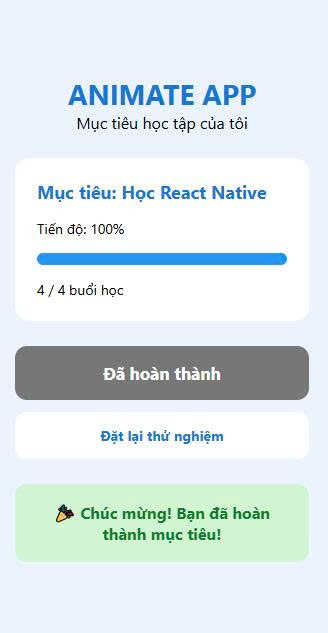 ANIMATE APP
Mục tiêu học tập của tôi
Mục tiêu: Học React Native
Tiến độ: 100%
4 / 4 buổi học
Đã hoàn thành
Đặt lại thử nghiệm
🎉 Chúc mừng! Bạn đã hoàn
thành mục tiêu!